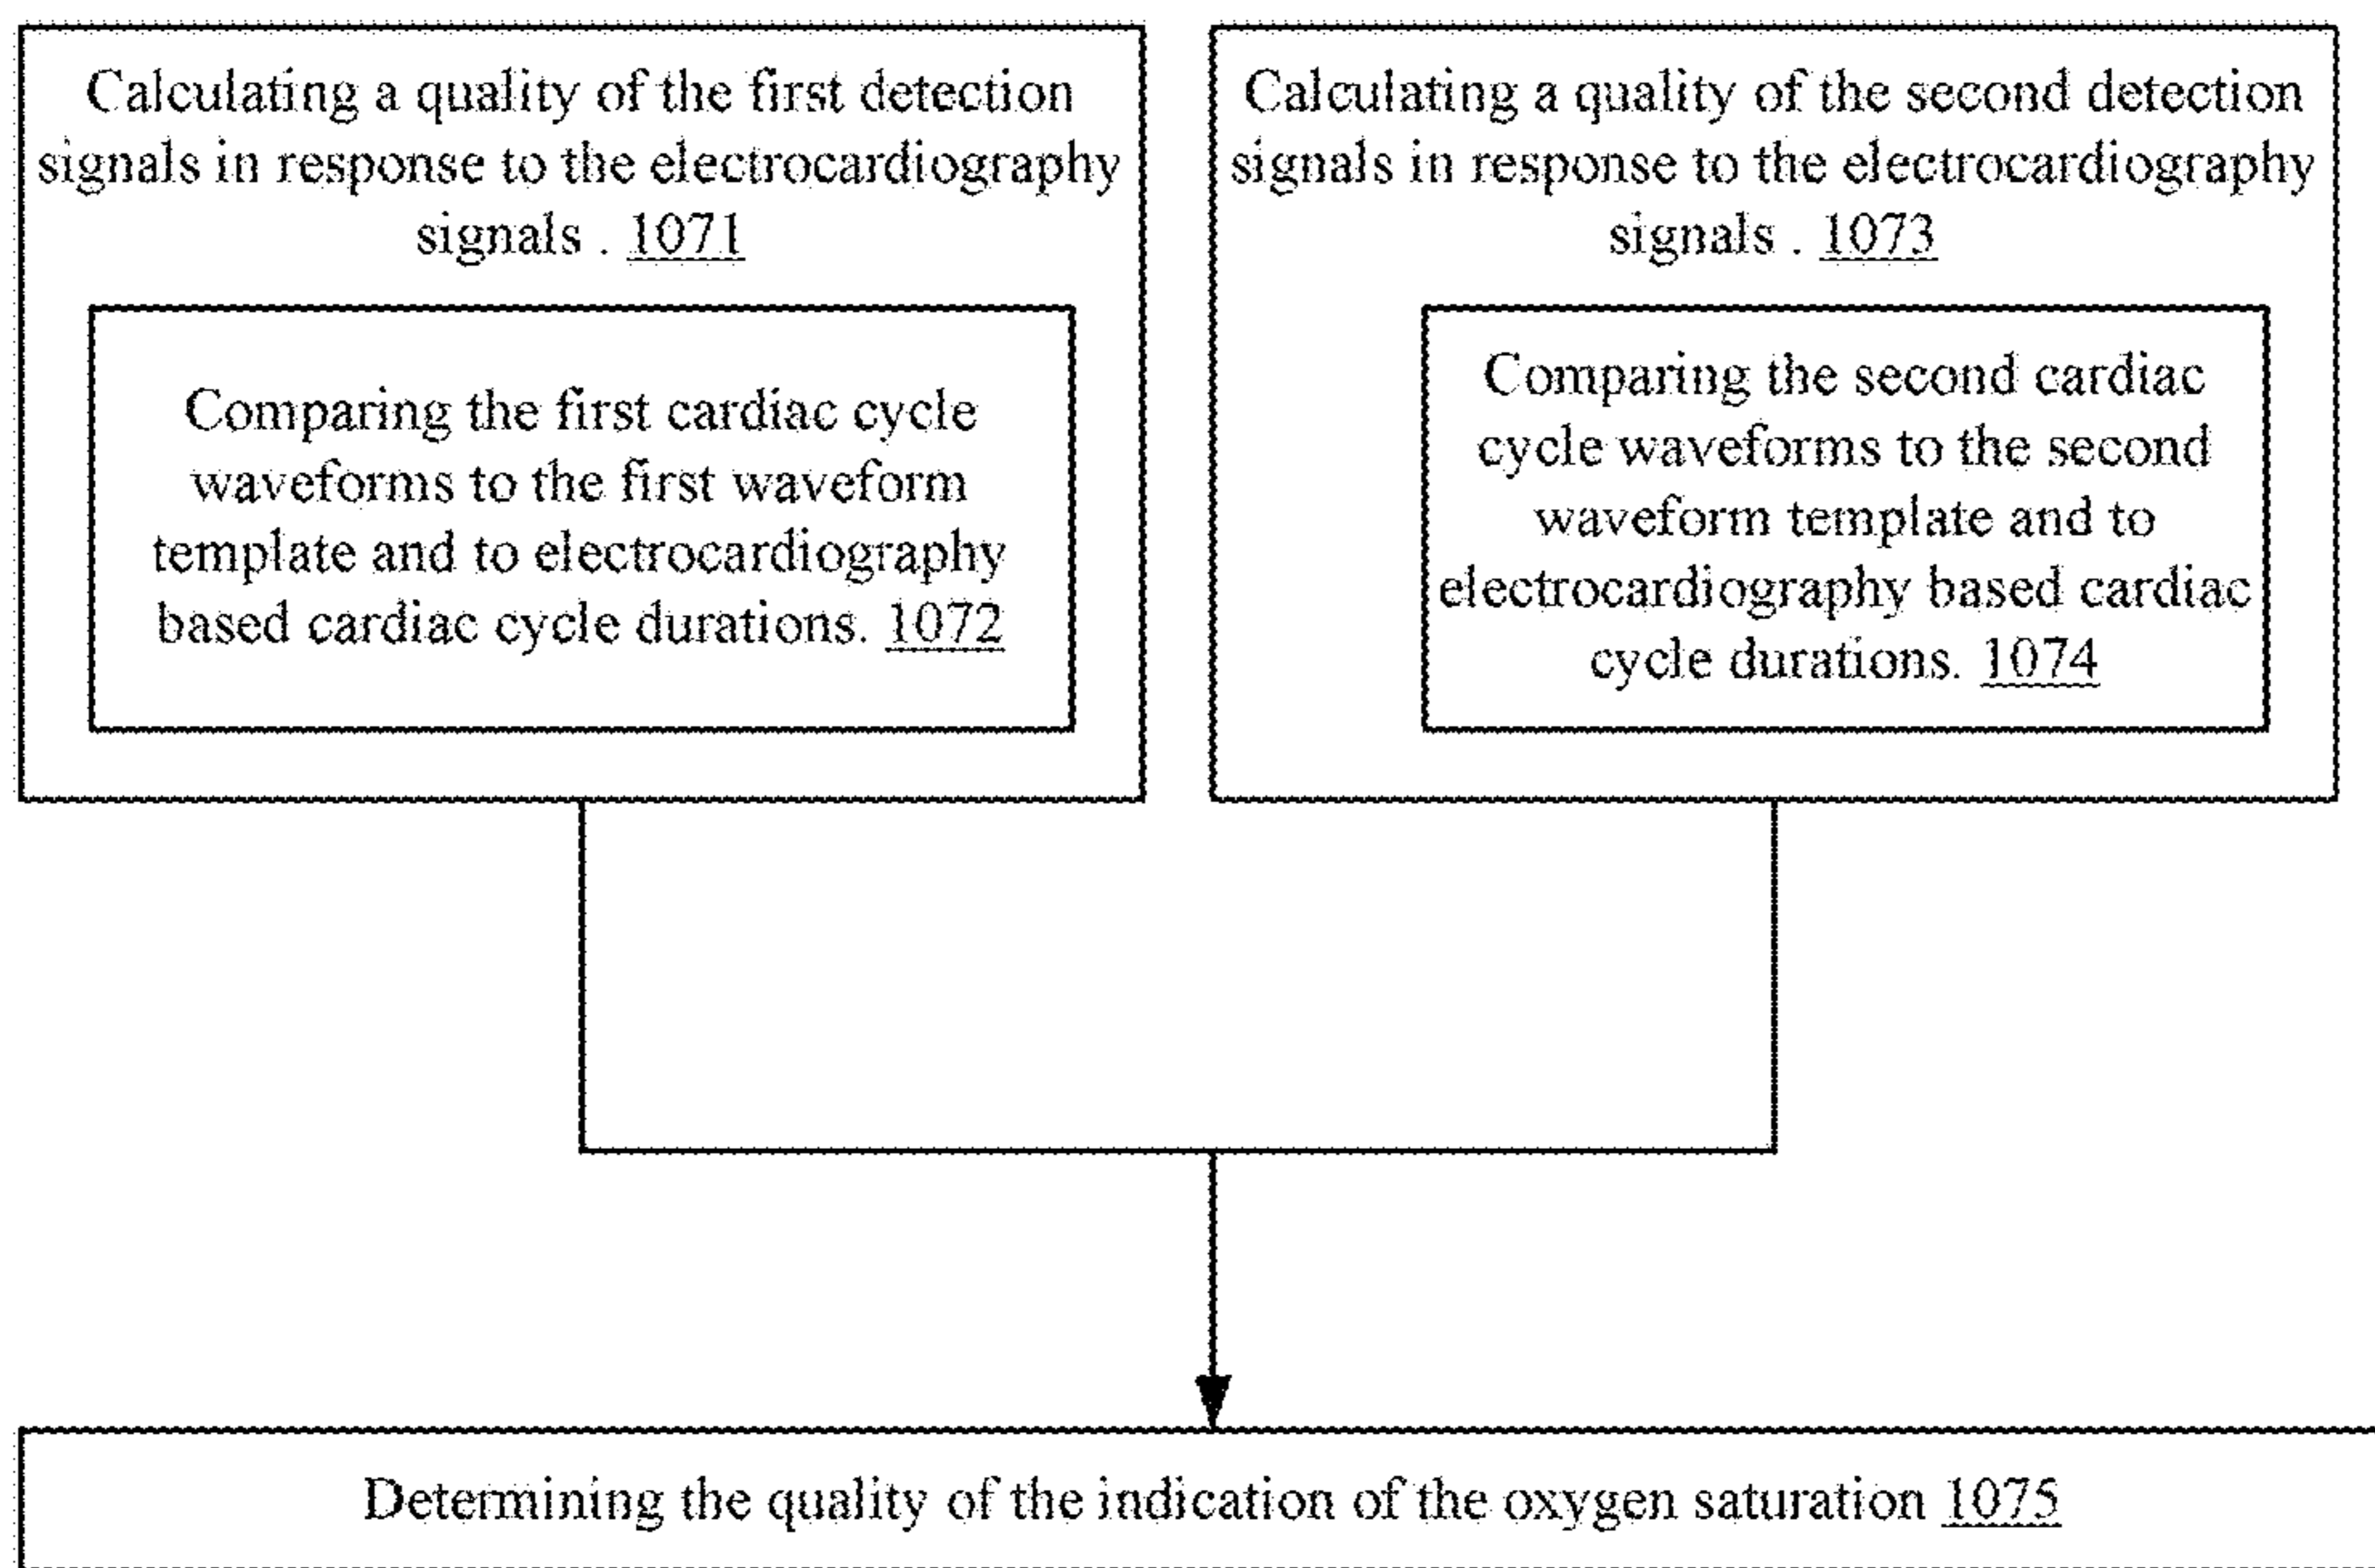 Calculating a quality of the first detection
signals in response to the electrocardiography
signals . 1071
Comparing the first cardiac cycle
waveforms to the first waveform
template and to electrocardiography
based cardiac cycle durations. 1072
Calculating a quality of the second detection
signals in response to the electrocardiography
signals . 1073
Comparing the second cardiac
cycle waveforms to the second
waveform template and to
electrocardiography based cardiac
cycle durations. 1074
Determining the quality of the indication of the oxygen saturation 1075